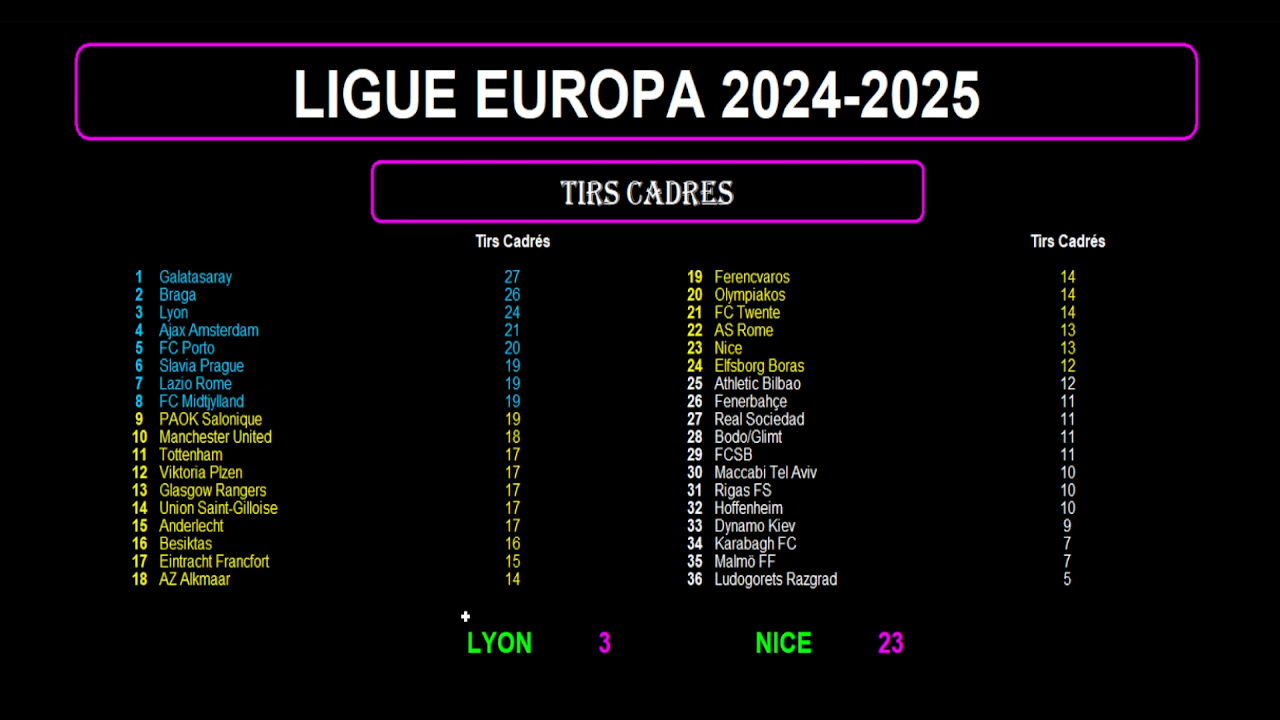 LIGUE EUROPA 2024-2025
TIRS CADRES
Tirs Cadrés
1 Galatasaray 27
2 Braga 26
3 Lyon 24
4 Ajax Amsterdam 21
5 FC Porto 20
6 Slavia Prague 19
7 Lazio Rome 19
8 FC Midtjylland 19
9 PAOK Salonique 19
10 Manchester United 18
11 Tottenham 17
12 Viktoria Plzen 17
13 Glasgow Rangers 17
14 Union Saint-Gilloise 17
15 Anderlecht 17
16 Besiktas 16
17 Eintracht Francfort 15
18 AZ Alkmaar 14
Tirs Cadrés
19 Ferencvaros 14
20 Olympiakos 14
21 FC Twente 14
22 AS Rome 13
23 Nice 13
24 Elfsborg Boras 12
25 Athletic Bilbao 12
26 Fenerbahçe 11
27 Real Sociedad 11
28 Bodo/Glimt 11
29 FCSB 11
30 Maccabi Tel Aviv 10
31 Rigas FS 10
32 Hoffenheim 10
33 Dynamo Kiev 9
34 Karabagh FC 7
35 Malmö FF 7
36 Ludogorets Razgrad 5
LYON 3 NICE 23